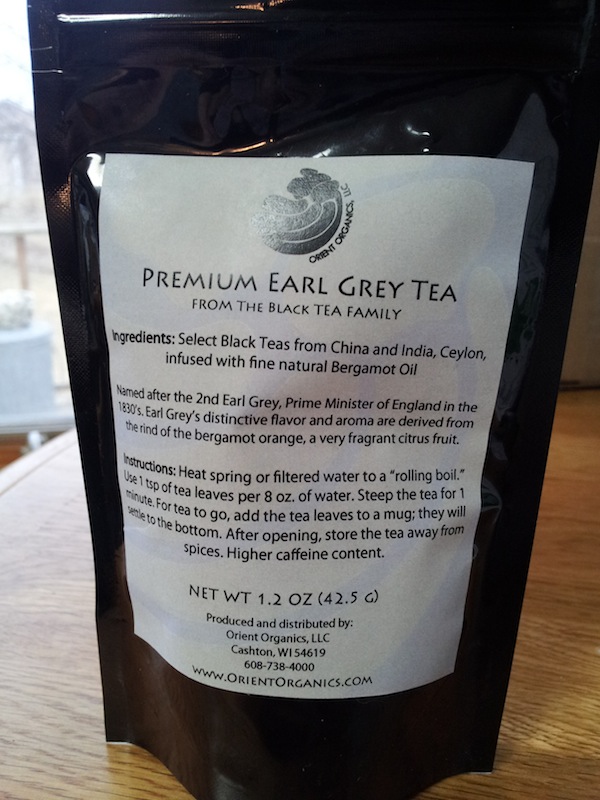 ORIENT ORGANICS, LLC
PREMIUM EARL GREY TEA
FROM THE BLACK TEA FAMILY
Ingredients: Select Black Teas from China and India, Ceylon,
infused with fine natural Bergamot Oil
Named after the 2nd Earl Grey, Prime Minister of England in the
1830's. Earl Grey's distinctive flavor and aroma are derived from
the rind of the bergamot orange, a very fragrant citrus fruit.
Instructions: Heat spring or filtered water to a "rolling boil."
Use 1 tsp of tea leaves per 8 oz. of water. Steep the tea for 1
minute. For tea to go, add the tea leaves to a mug; they will
settle to the bottom. After opening, store the tea away from
spices. Higher caffeine content.
NET WT 1.2 OZ (42.5 G)
Produced and distributed by:
Orient Organics, LLC
Cashton, WI 54619
608-738-4000
WWW.ORIENTORGANICS.COM